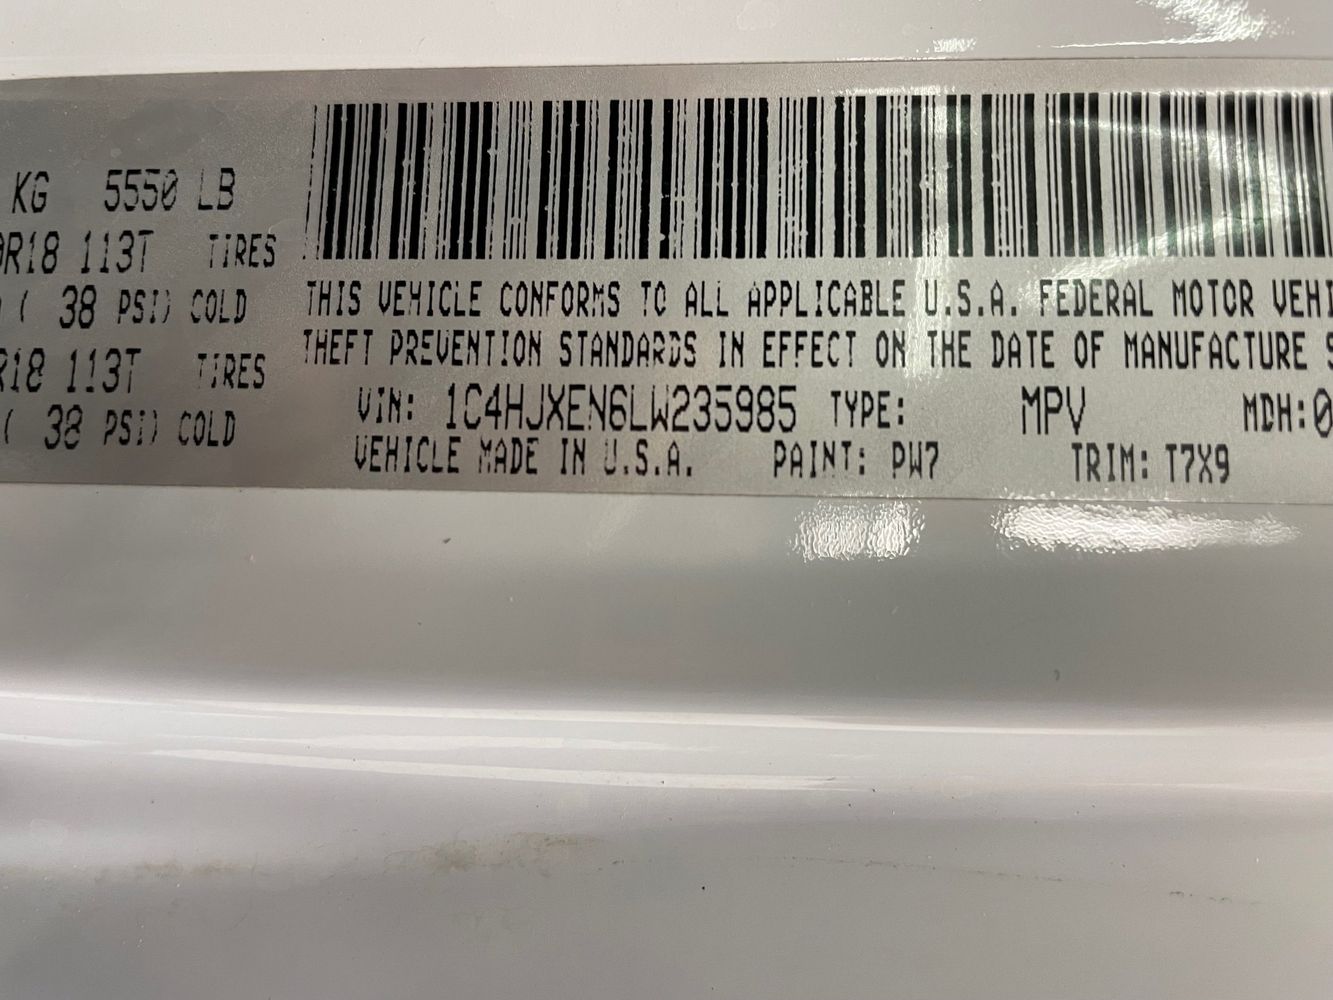 KG 5550 LB
R18 113T TIRES
( 38 PSI) COLD
R18 113T TIRES
( 38 PSI) COLD
THIS VEHICLE CONFORMS TO ALL APPLICABLE U.S.A. FEDERAL MOTOR VEHI
THEFT PREVENTION STANDARDS IN EFFECT ON THE DATE OF MANUFACTURE S
VIN: 1C4HJXEN6LW235985 TYPE: MPV MDH:0
VEHICLE MADE IN U.S.A. PAINT: PW7 TRIM: T7X9